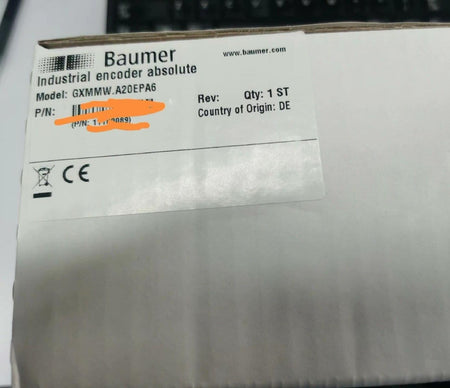 Baumer
www.baumer.com
Industrial encoder absolute
Model: GXMMW.A20EPA6
P/N:
Rev: Qty: 1 ST
Country of Origin: DE
(P/N:
CE